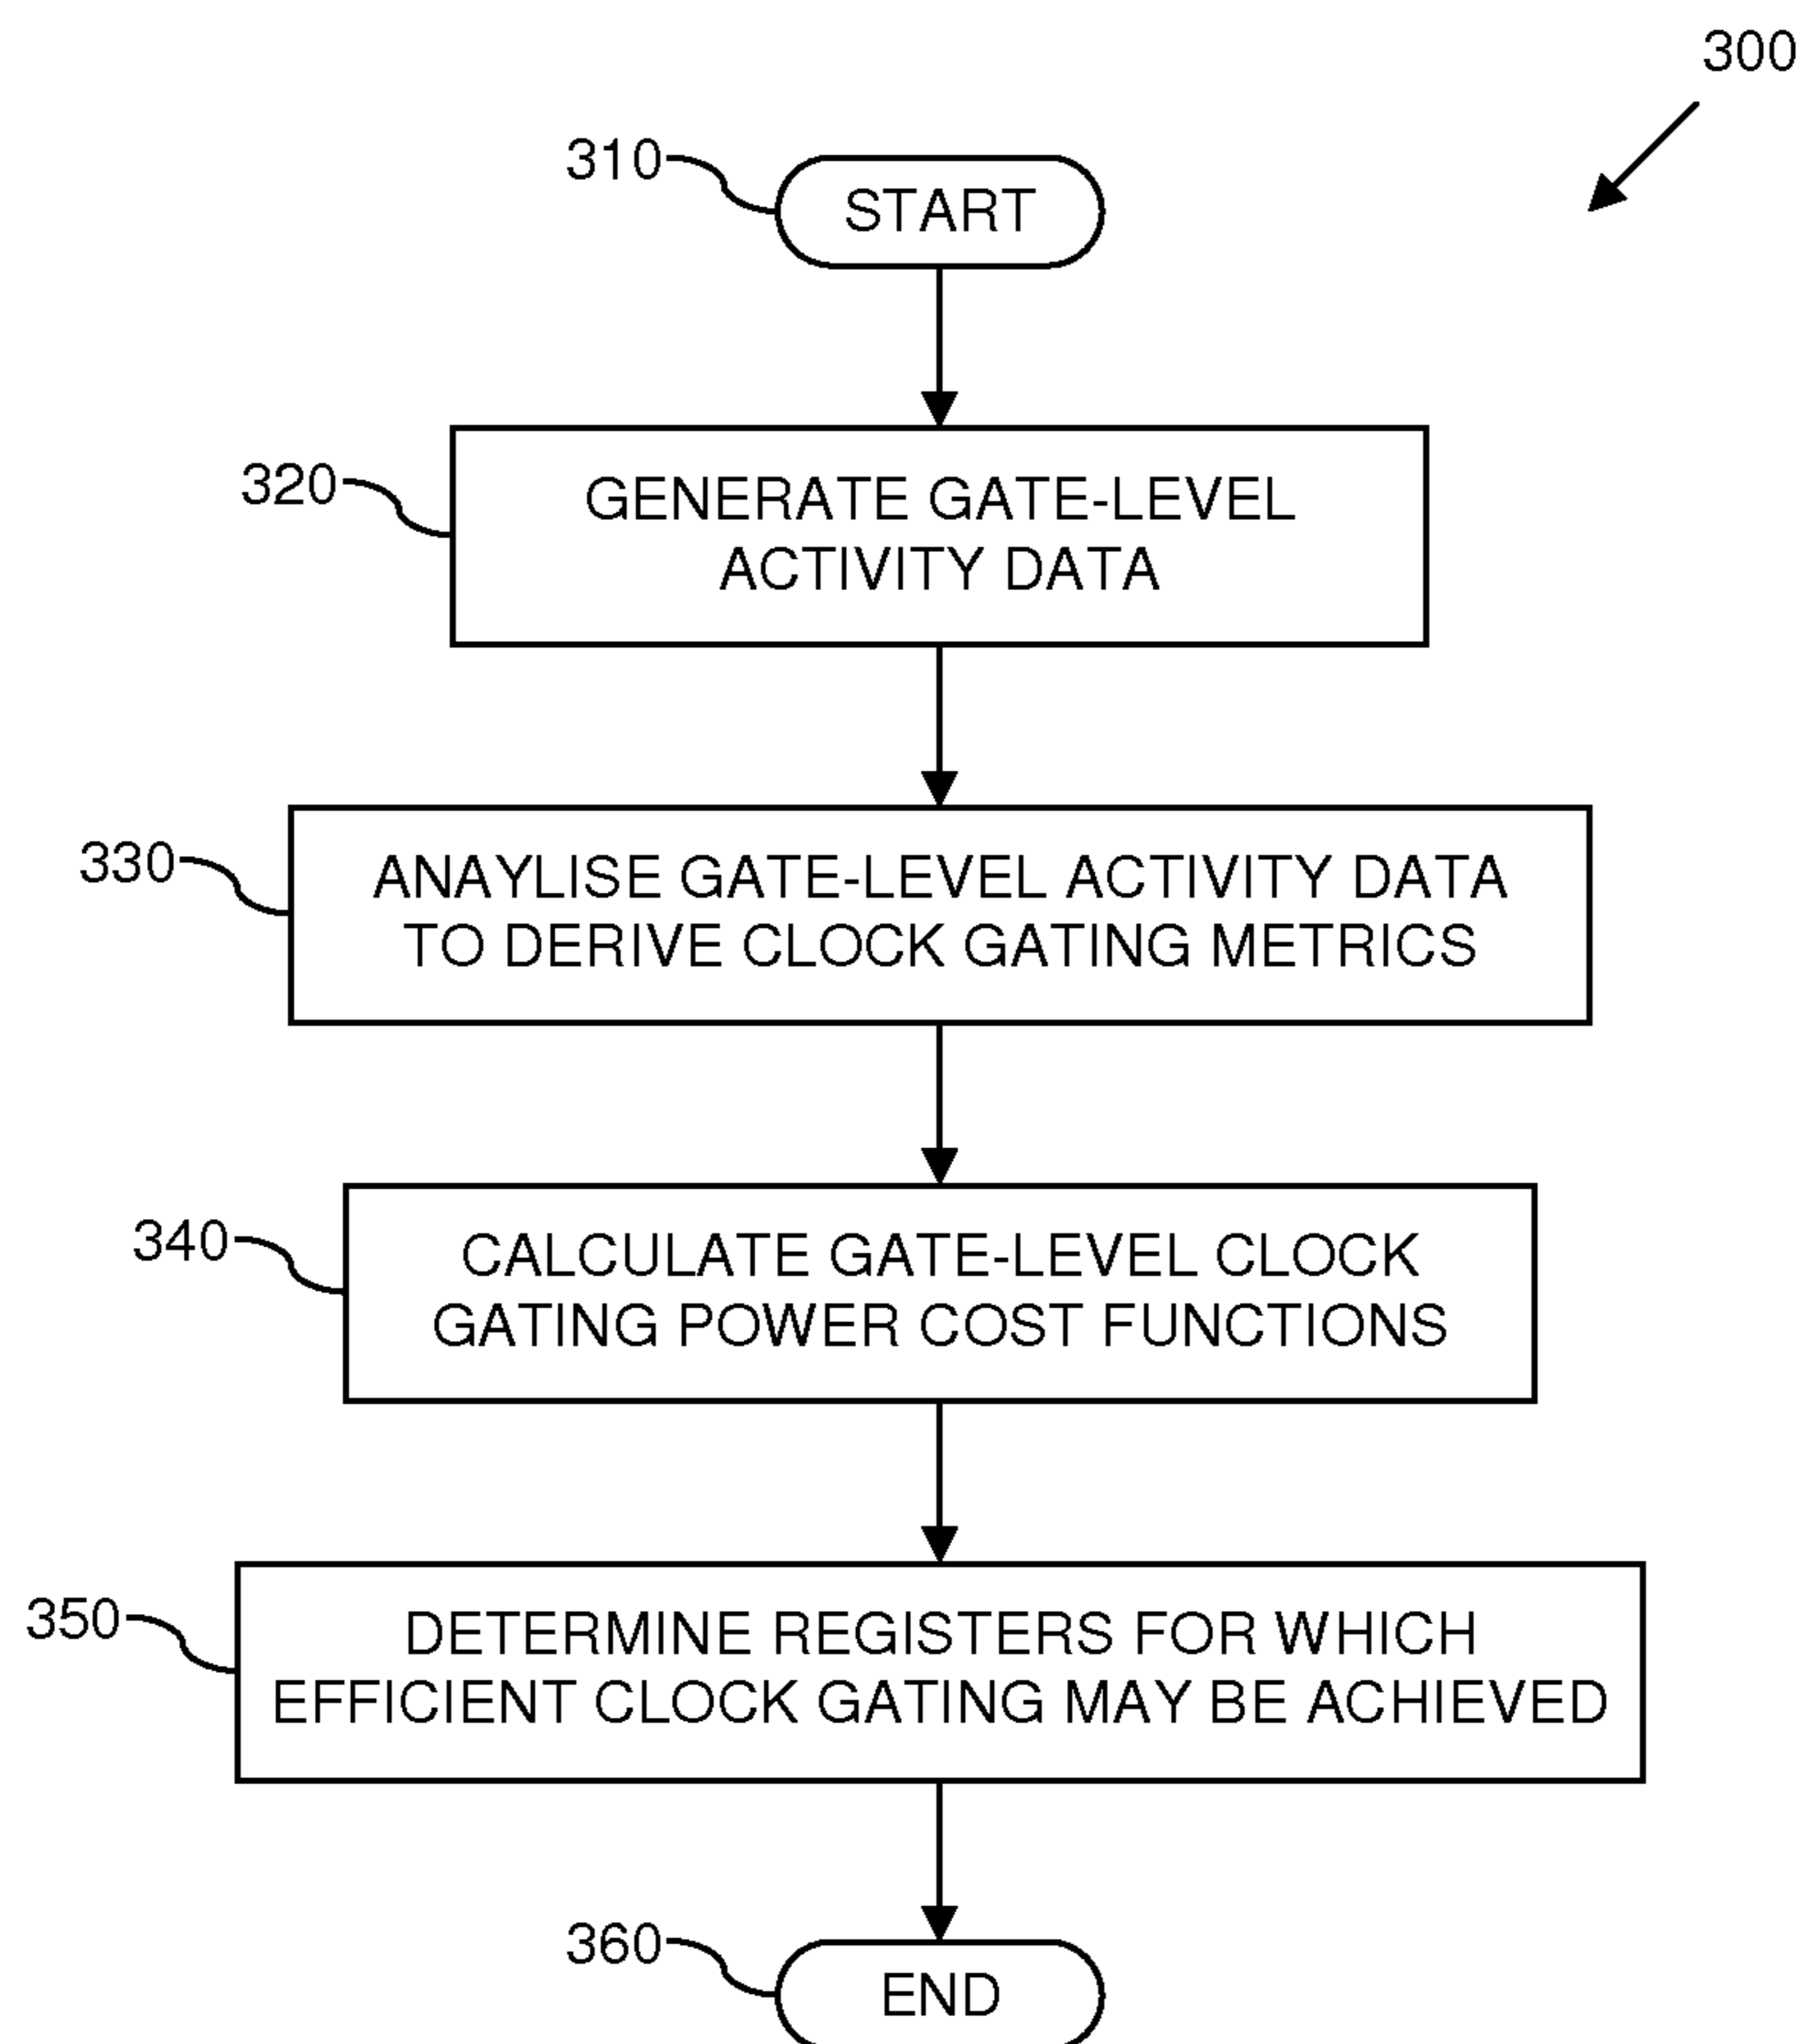 300
310
START
320
GENERATE GATE-LEVEL
ACTIVITY DATA
330
ANAYLISE GATE-LEVEL ACTIVITY DATA
TO DERIVE CLOCK GATING METRICS
340
CALCULATE GATE-LEVEL CLOCK
GATING POWER COST FUNCTIONS
350
DETERMINE REGISTERS FOR WHICH
EFFICIENT CLOCK GATING MAY BE ACHIEVED
360
END